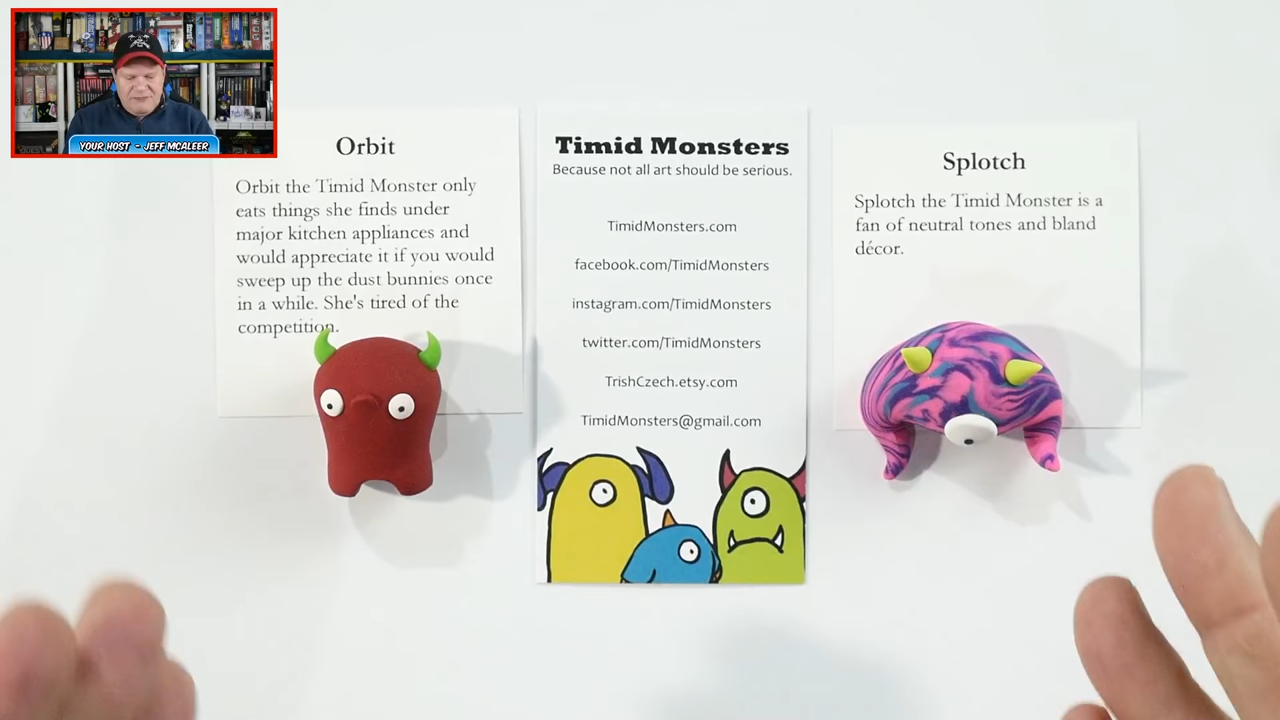 YOUR HOST - JEFF MCALEER
Orbit
Orbit the Timid Monster only
eats things she finds under
major kitchen appliances and
would appreciate it if you would
sweep up the dust bunnies once
in a while. She's tired of the
competition.
Timid Monsters
Because not all art should be serious.
TimidMonsters.com
facebook.com/TimidMonsters
instagram.com/TimidMonsters
twitter.com/TimidMonsters
TrishCzech.etsy.com
TimidMonsters@gmail.com
Splotch
Splotch the Timid Monster is a
fan of neutral tones and bland
décor.